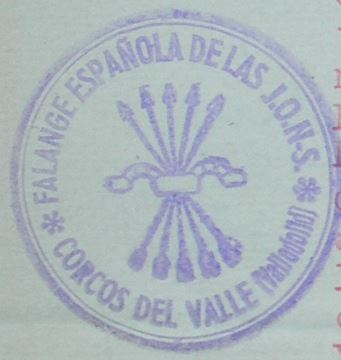 * FALANGE ESPAÑOLA DE LAS J.O.N-S. *
CORCOS DEL VALLE (Valladolid)